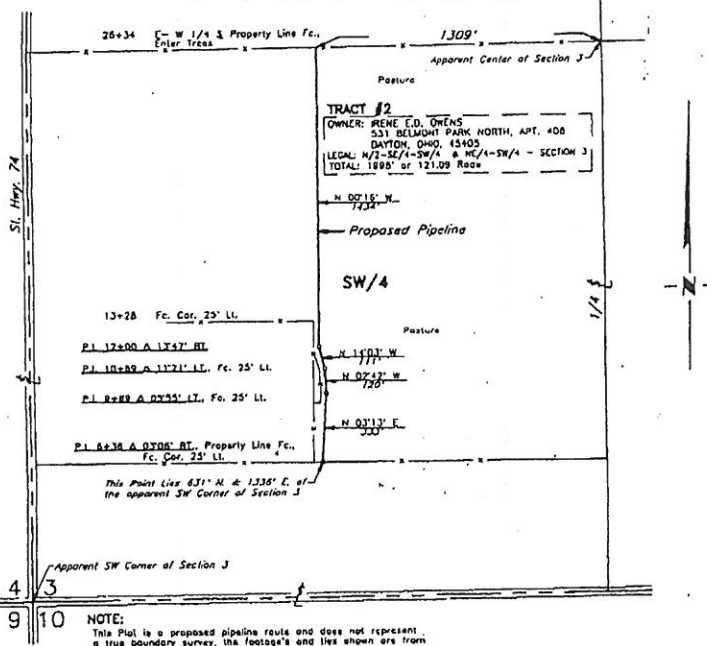 26+34 E- W 1/4 & Property Line Fc.,
Enter Trees
1309'
Apparent Center of Section 3
Pasture
TRACT #2
OWNER: IRENE E.D. OWENS
531 BELMONT PARK NORTH, APT. 408
DAYTON, OHIO, 45405
LEGAL: N/2-SE/4-SW/4 & NE/4-SW/4 - SECTION 3
TOTAL: 1998' or 121.09 Rods
St. Hwy. 74
N 00°16' W
1434'
Proposed Pipeline
SW/4
1/4
N
13+28 Fc. Cor. 25' Lt.
Pasture
P.I. 12+00 Δ 13°47' RT.
N 14°03' W
111'
P.I. 10+89 Δ 11°21' LT., Fc. 25' Lt.
N 02°42' W
120'
P.I. 9+69 Δ 05°55' LT., Fc. 25' Lt.
N 03°13' E
333'
P.I. 6+36 Δ 03°06' RT., Property Line Fc.,
Fc. Cor. 25' Lt.
This Point Lies 631' N. & 1,336' E. of
the apparent SW Corner of Section 3
Apparent SW Corner of Section 3
4 3
9 10
NOTE:
This Plat is a proposed pipeline route and does not represent
a true boundary survey, the footage's and ties shown are from